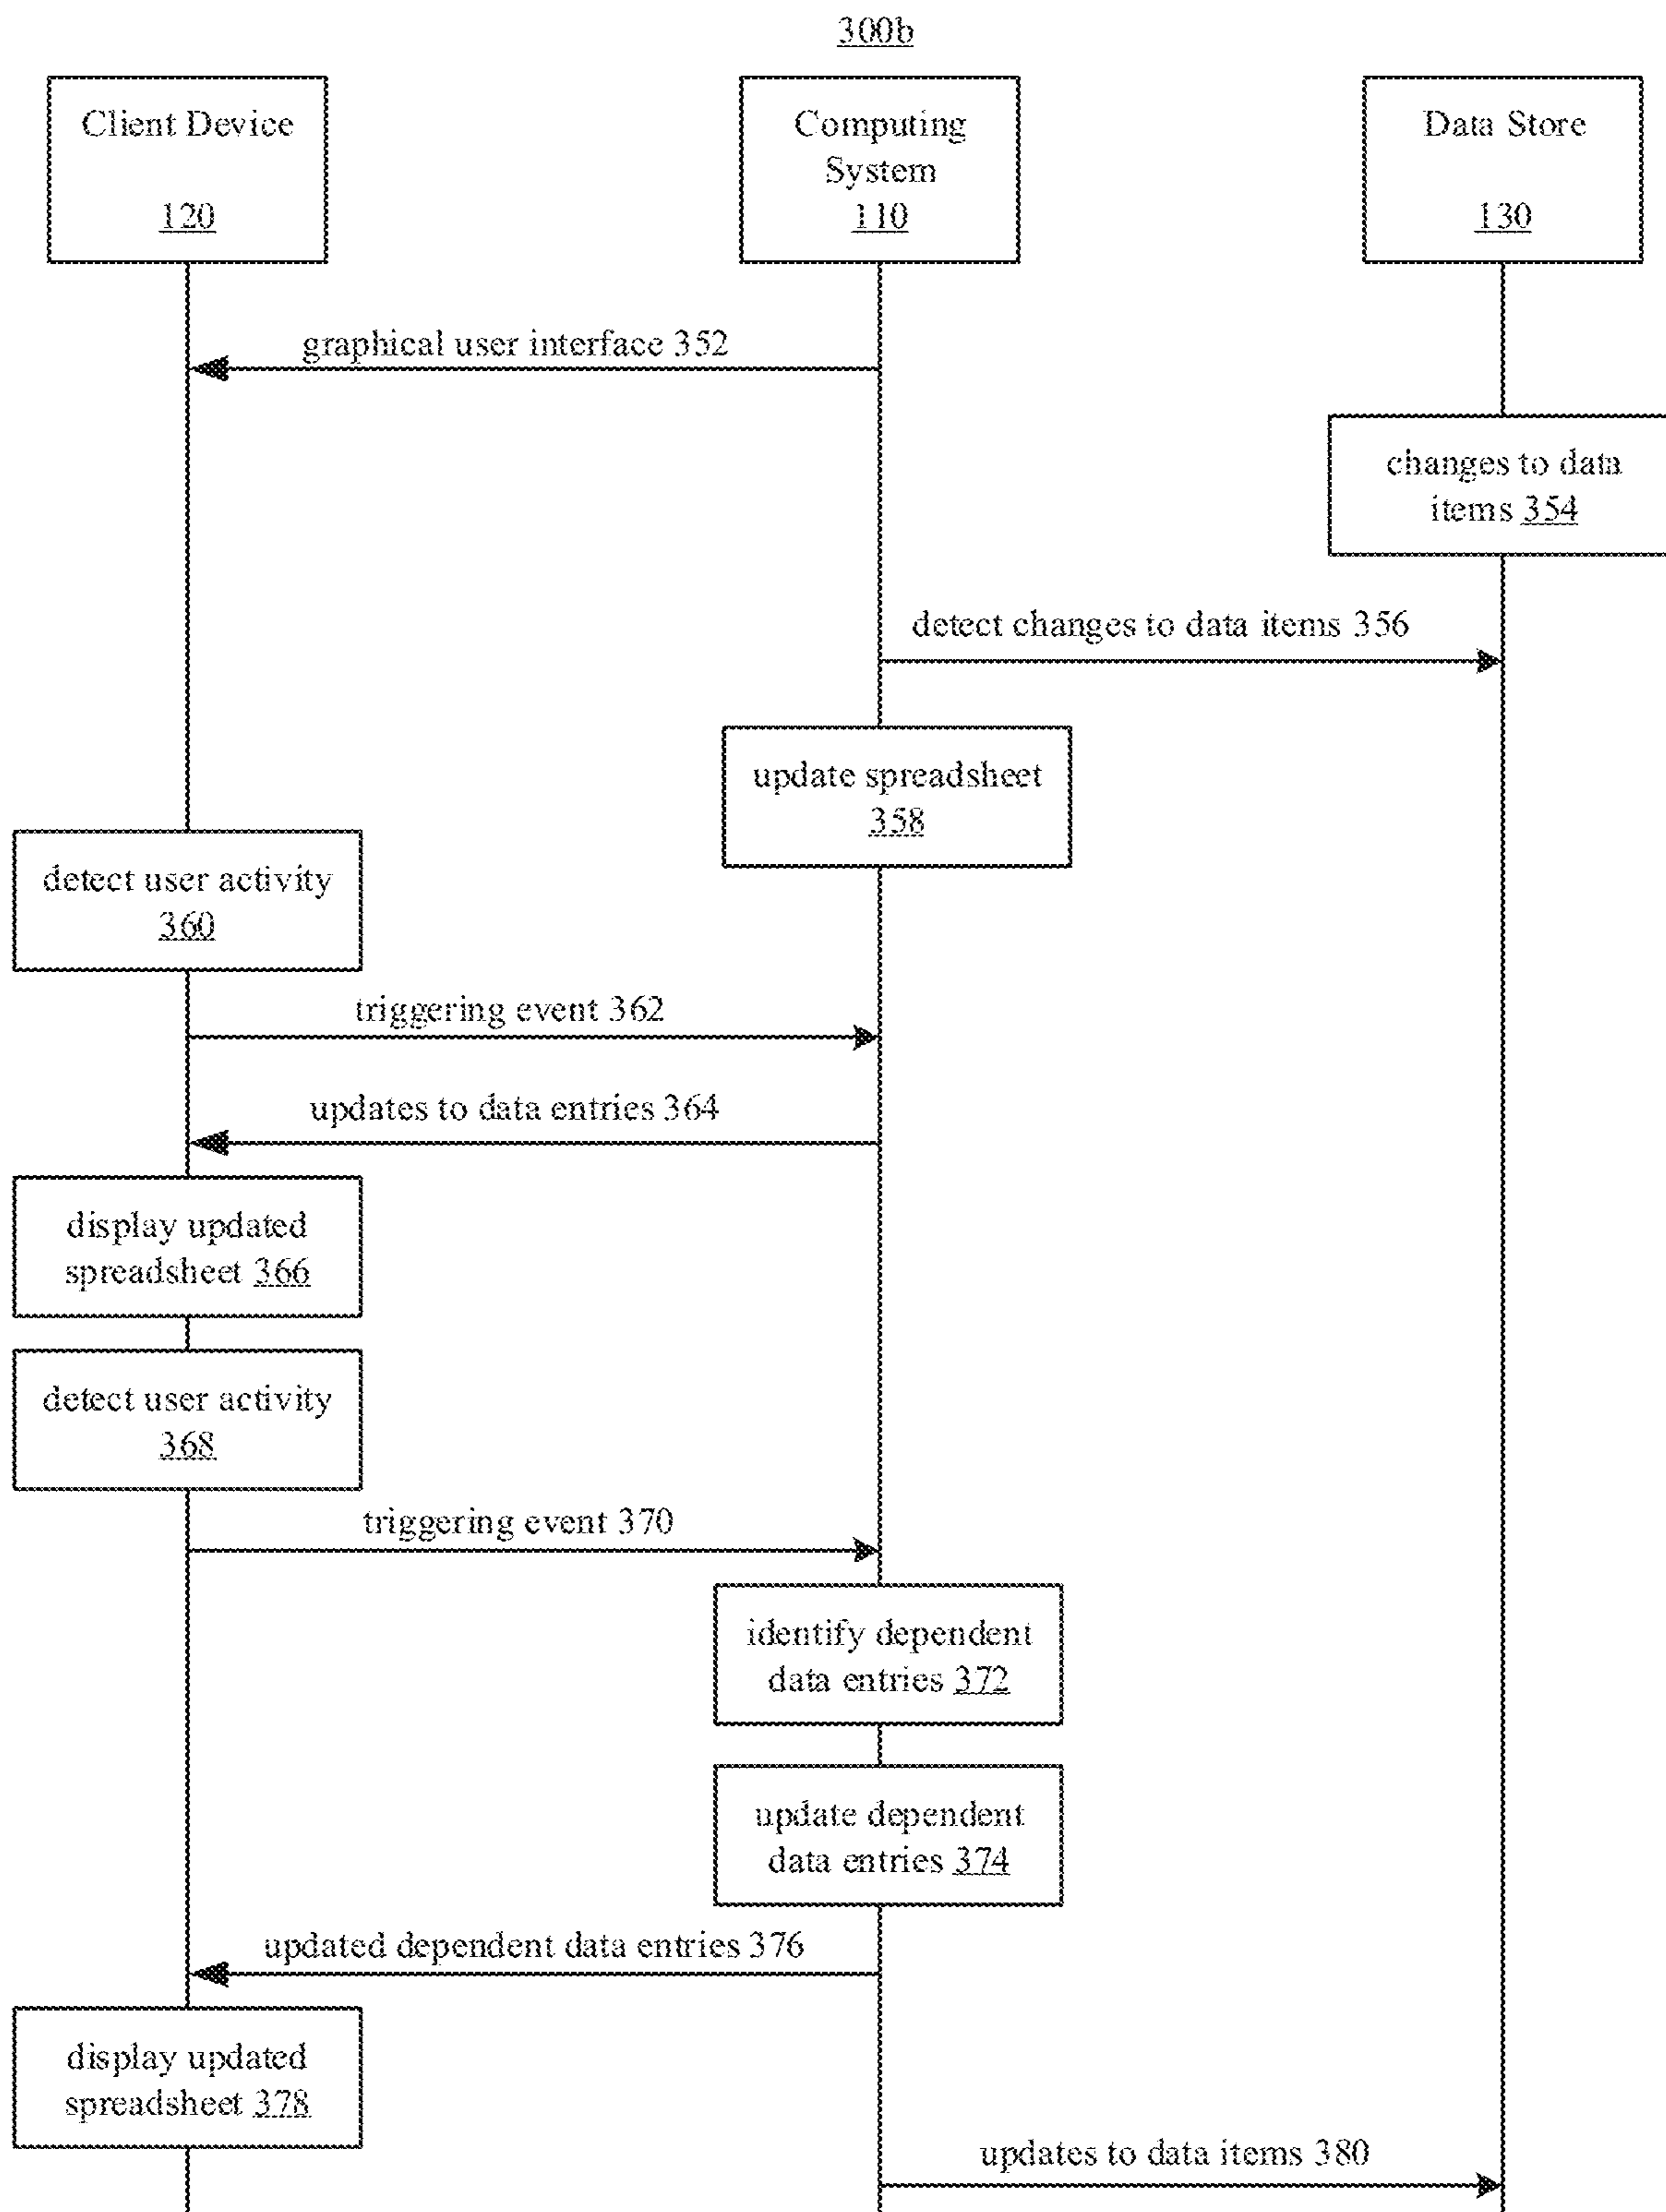 300b
Client Device
120
Computing
System
110
Data Store
130
graphical user interface 352
changes to data
items 354
detect changes to data items 356
update spreadsheet
358
detect user activity
360
triggering event 362
updates to data entries 364
display updated
spreadsheet 366
detect user activity
368
triggering event 370
identify dependent
data entries 372
update dependent
data entries 374
updated dependent data entries 376
display updated
spreadsheet 378
updates to data items 380